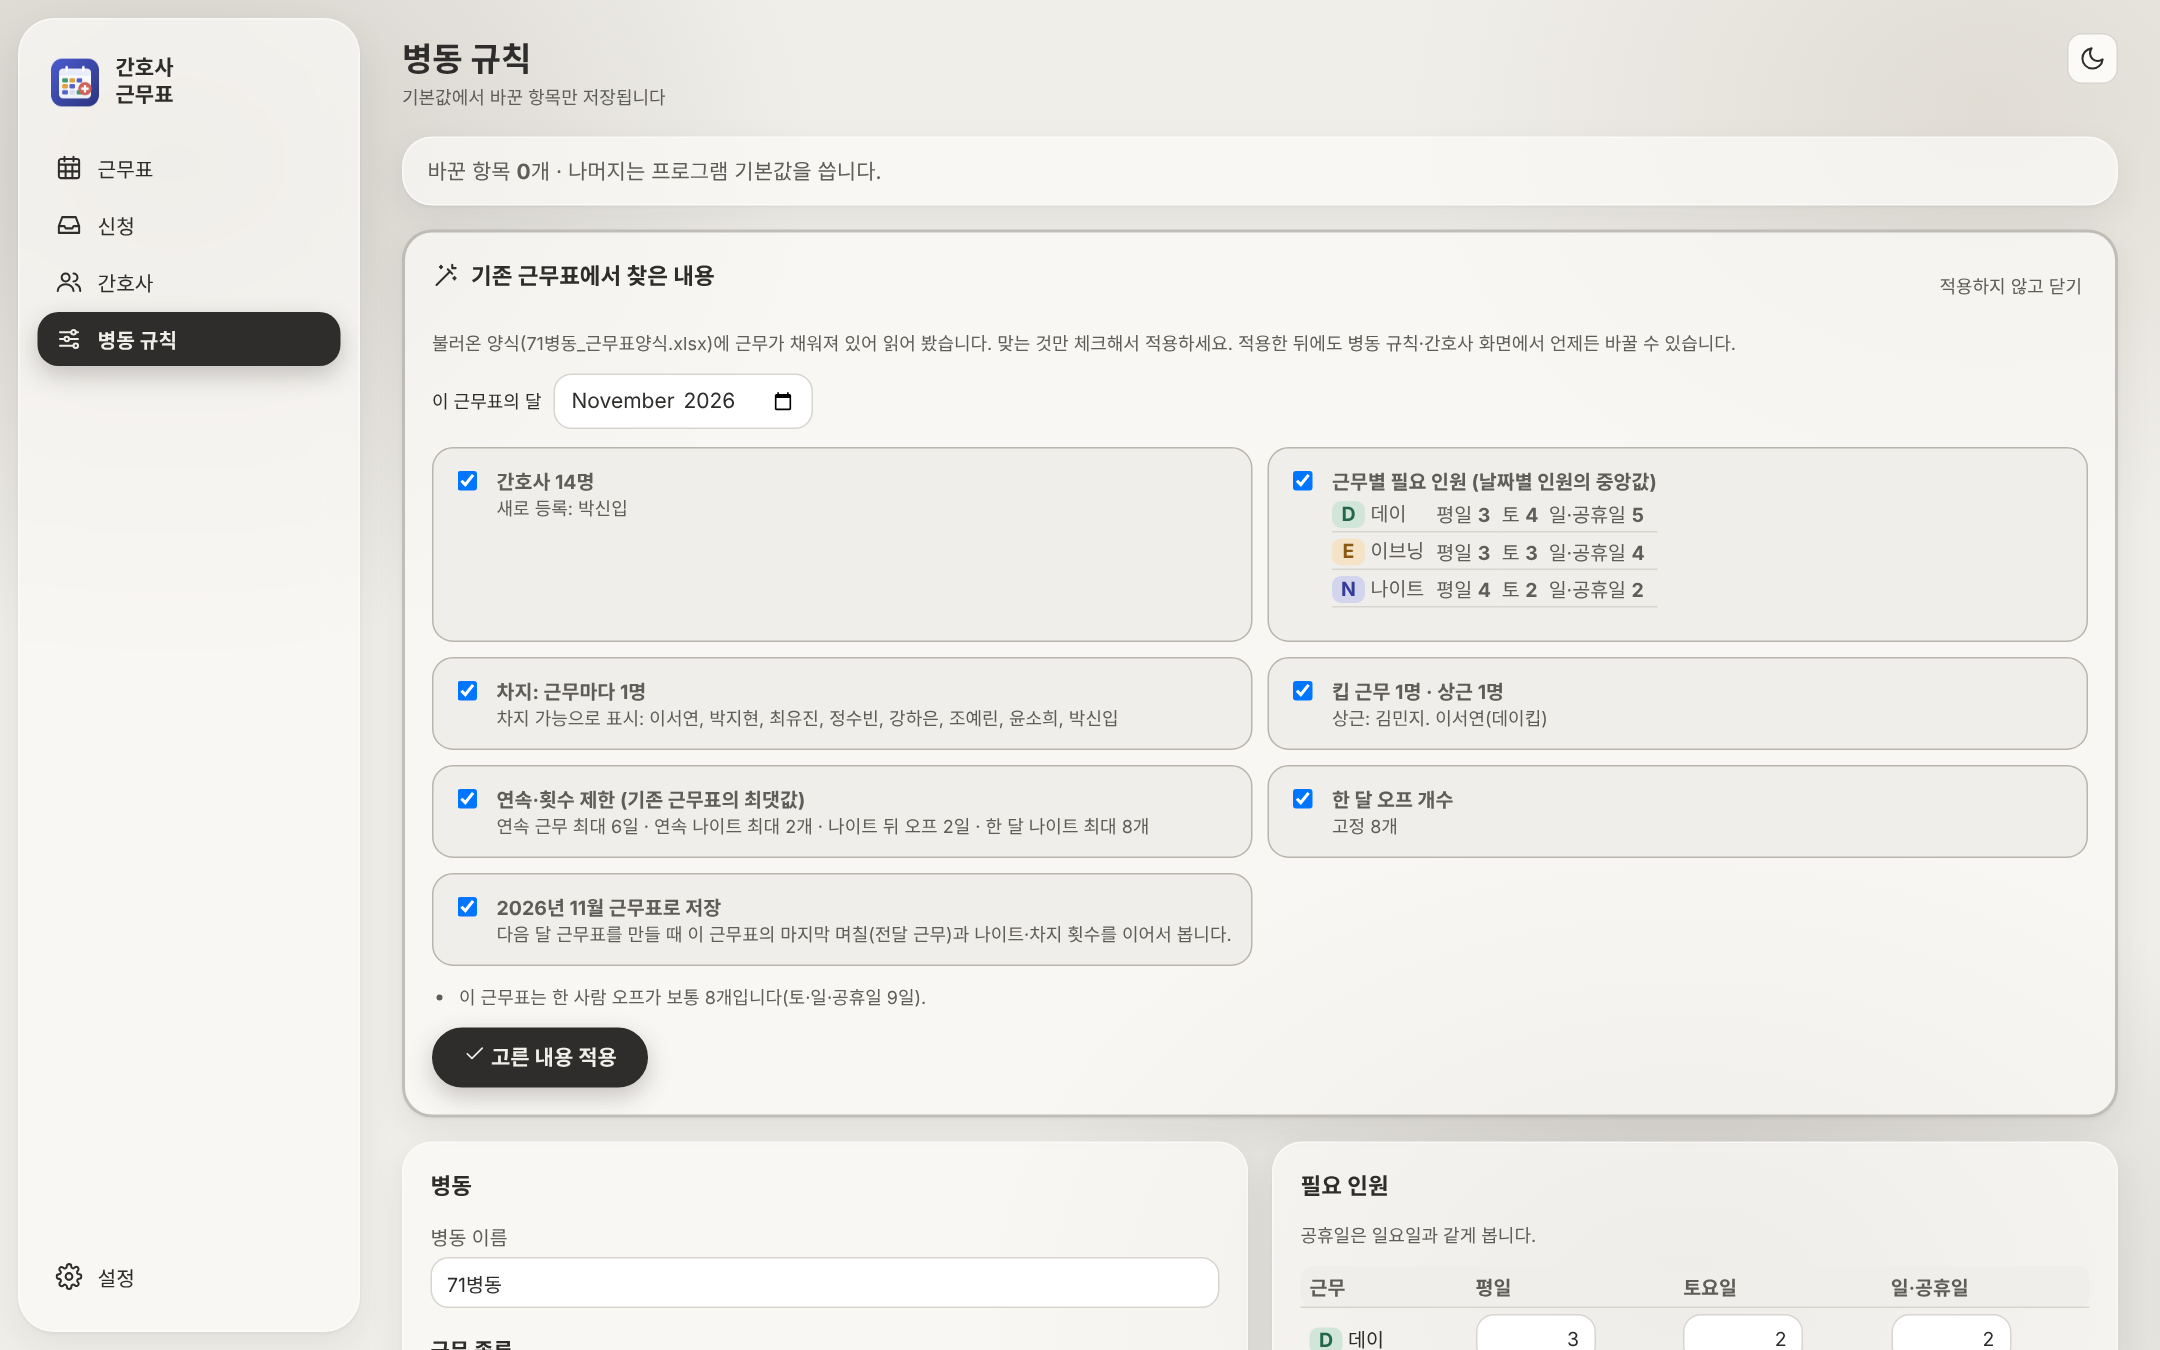 간호사
근무표
근무표
신청
간호사
병동 규칙
설정
병동 규칙
기본값에서 바꾼 항목만 저장됩니다
바꾼 항목 0개 · 나머지는 프로그램 기본값을 씁니다.
기존 근무표에서 찾은 내용
적용하지 않고 닫기
불러온 양식(71병동_근무표양식.xlsx)에 근무가 채워져 있어 읽어 봤습니다. 맞는 것만 체크해서 적용하세요. 적용한 뒤에도 병동 규칙·간호사 화면에서 언제든 바꿀 수 있습니다.
이 근무표의 달 November 2026
간호사 14명
새로 등록: 박신입
근무별 필요 인원 (날짜별 인원의 중앙값)
D 데이 평일 3 토 4 일·공휴일 5
E 이브닝 평일 3 토 3 일·공휴일 4
N 나이트 평일 4 토 2 일·공휴일 2
차지: 근무마다 1명
차지 가능으로 표시: 이서연, 박지현, 최유진, 정수빈, 강하은, 조예린, 윤소희, 박신입
킵 근무 1명 · 상근 1명
상근: 김민지. 이서연(데이킵)
연속·횟수 제한 (기존 근무표의 최댓값)
연속 근무 최대 6일 · 연속 나이트 최대 2개 · 나이트 뒤 오프 2일 · 한 달 나이트 최대 8개
한 달 오프 개수
고정 8개
2026년 11월 근무표로 저장
다음 달 근무표를 만들 때 이 근무표의 마지막 며칠(전달 근무)과 나이트·차지 횟수를 이어서 봅니다.
• 이 근무표는 한 사람 오프가 보통 8개입니다(토·일·공휴일 9일).
고른 내용 적용
병동
병동 이름
71병동
근무 종류
필요 인원
공휴일은 일요일과 같게 봅니다.
근무 평일 토요일 일·공휴일
D 데이 3 2 2